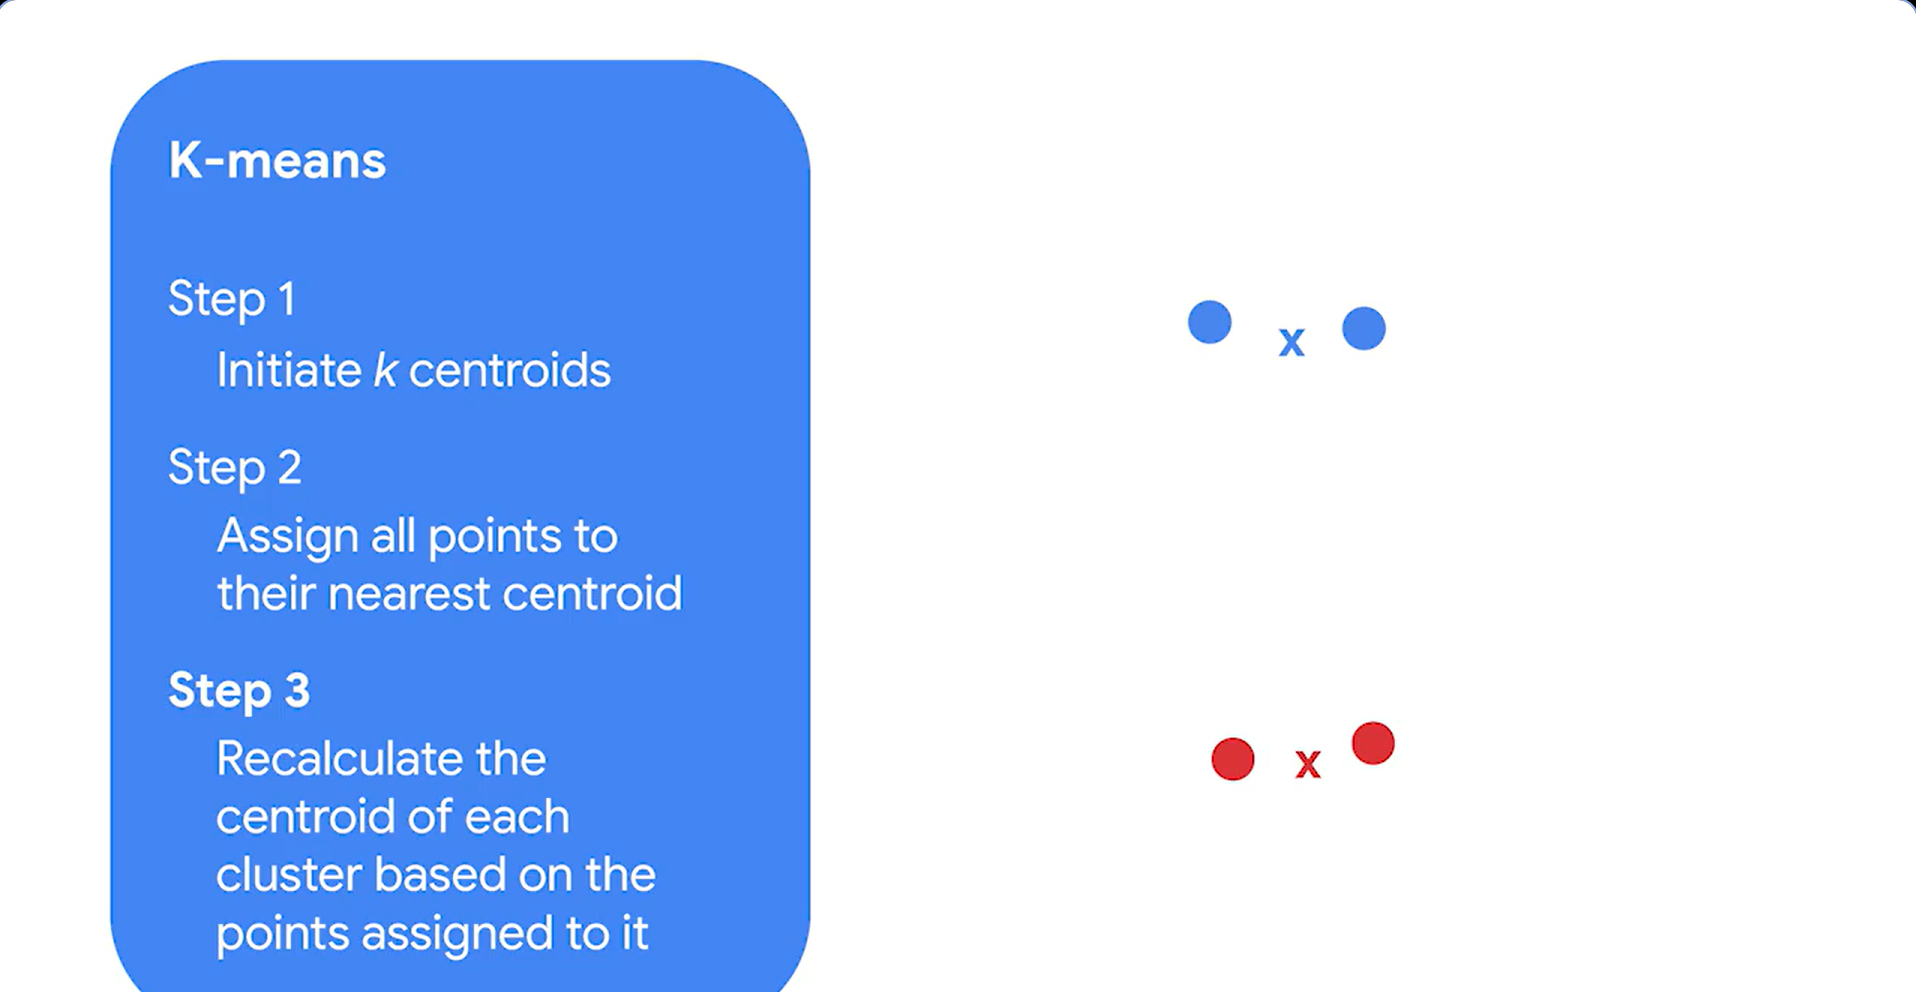 K-means
Step 1
Initiate k centroids
x
Step 2
Assign all points to
their nearest centroid
Step 3
Recalculate the
x
centroid of each
cluster based on the
points assigned to it